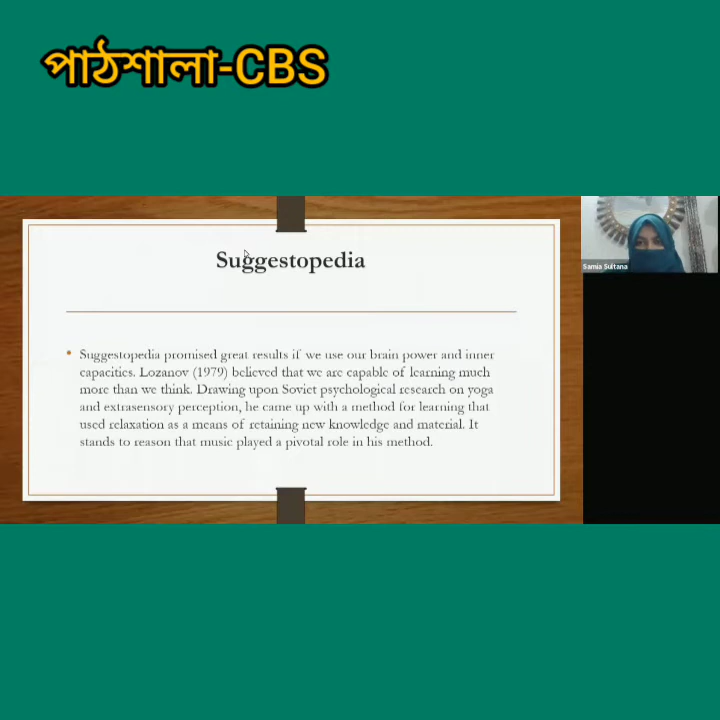 পাঠশালা-CBS
Suggestopedia
Samia Sultana
• Suggestopedia promised great results if we use our brain power and inner
capacities. Lozanov (1979) believed that we are capable of learning much
more than we think. Drawing upon Soviet psychological research on yoga
and extrasensory perception, he came up with a method for learning that
used relaxation as a means of retaining new knowledge and material. It
stands to reason that music played a pivotal role in his method.